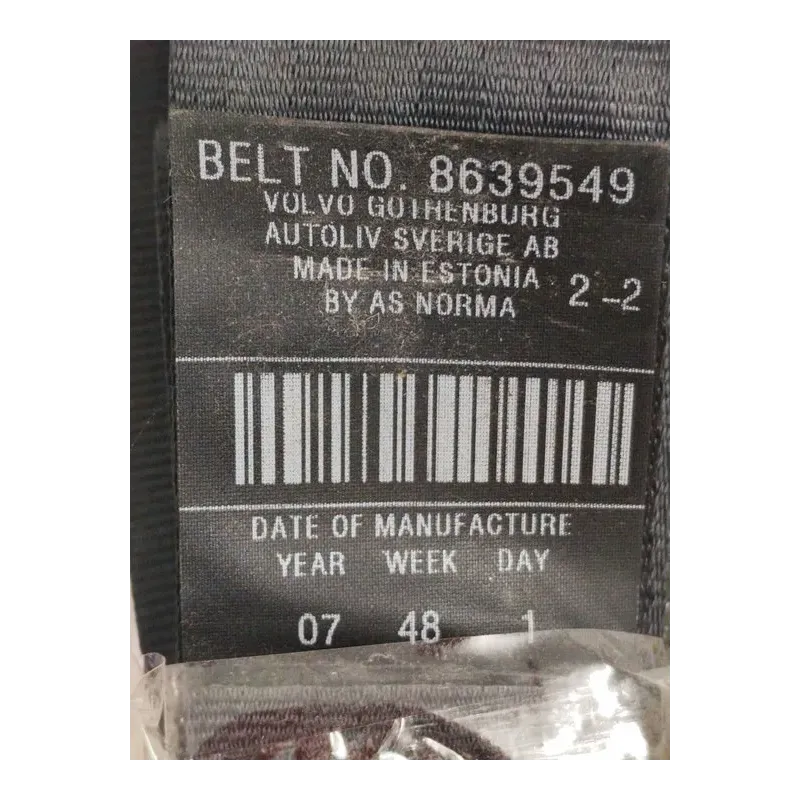 BELT NO. 8639549
VOLVO GOTHENBURG
AUTOLIV SVERIGE AB
MADE IN ESTONIA
BY AS NORMA
2-2
DATE OF MANUFACTURE
YEAR WEEK DAY
07 48 1